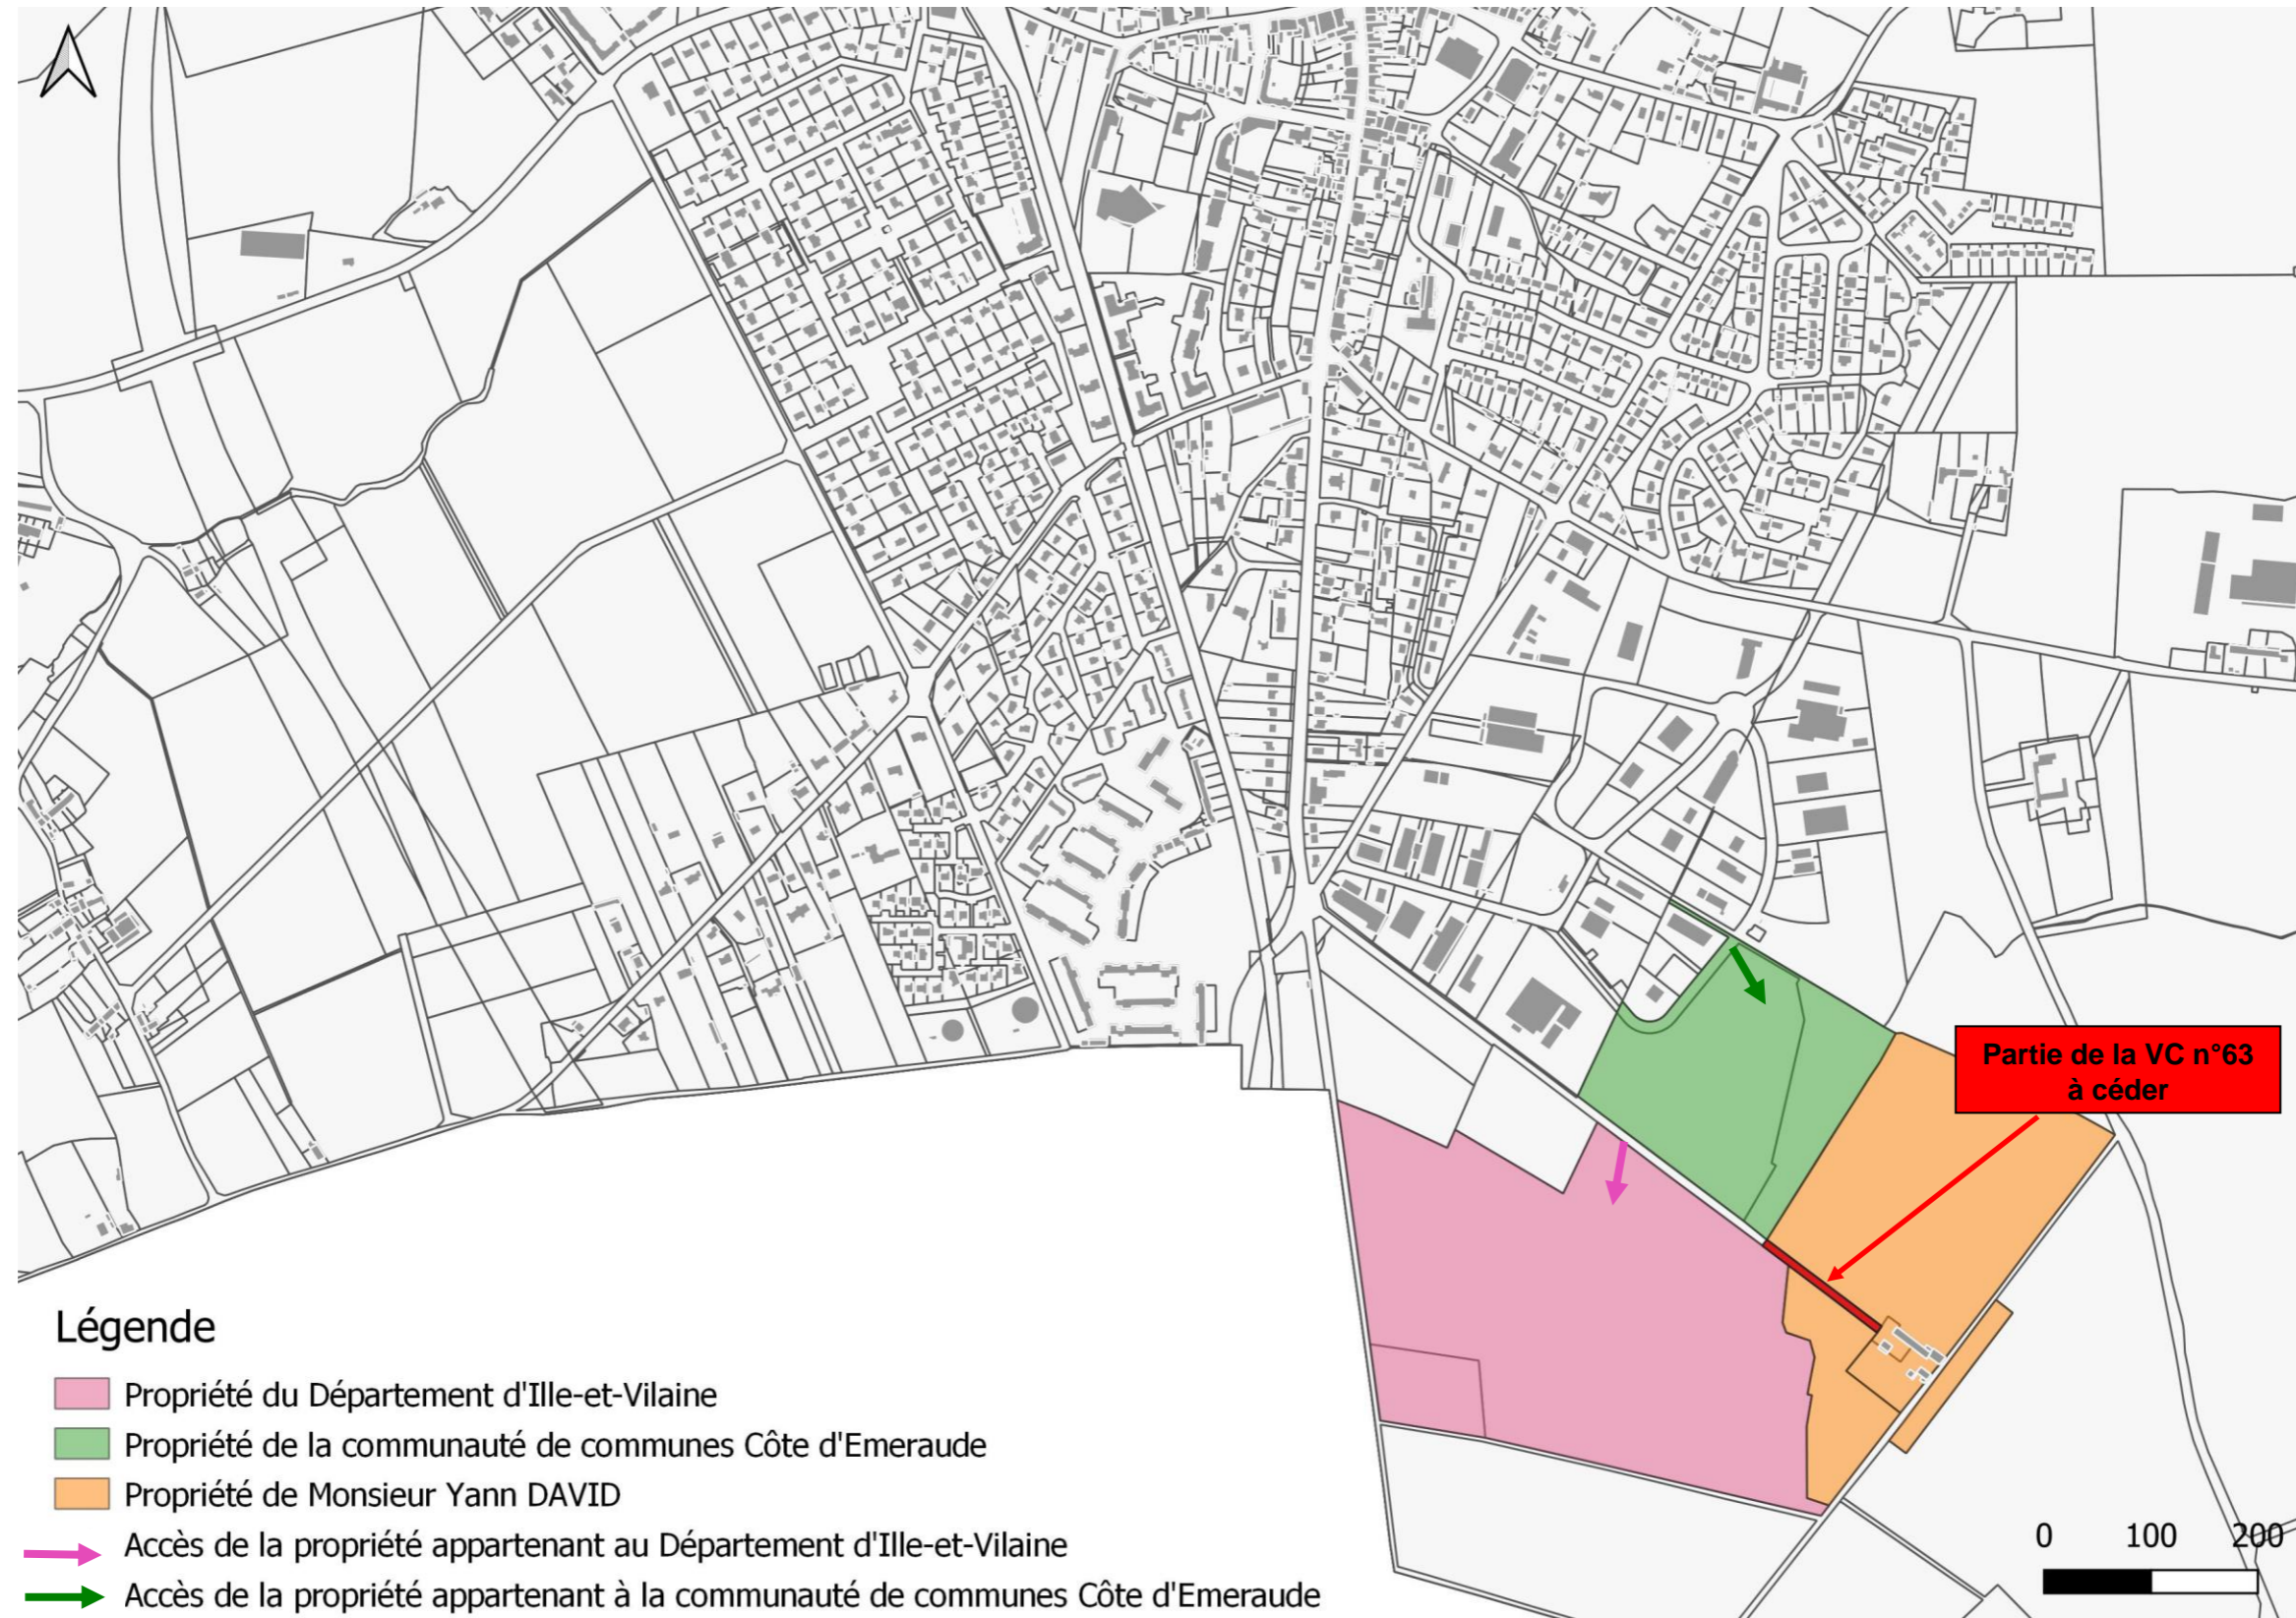 Partie de la VC n°63
à céder
Légende
Propriété du Département d'Ille-et-Vilaine
Propriété de la communauté de communes Côte d'Emeraude
Propriété de Monsieur Yann DAVID
Accès de la propriété appartenant au Département d'Ille-et-Vilaine
Accès de la propriété appartenant à la communauté de communes Côte d'Emeraude
0 100 200